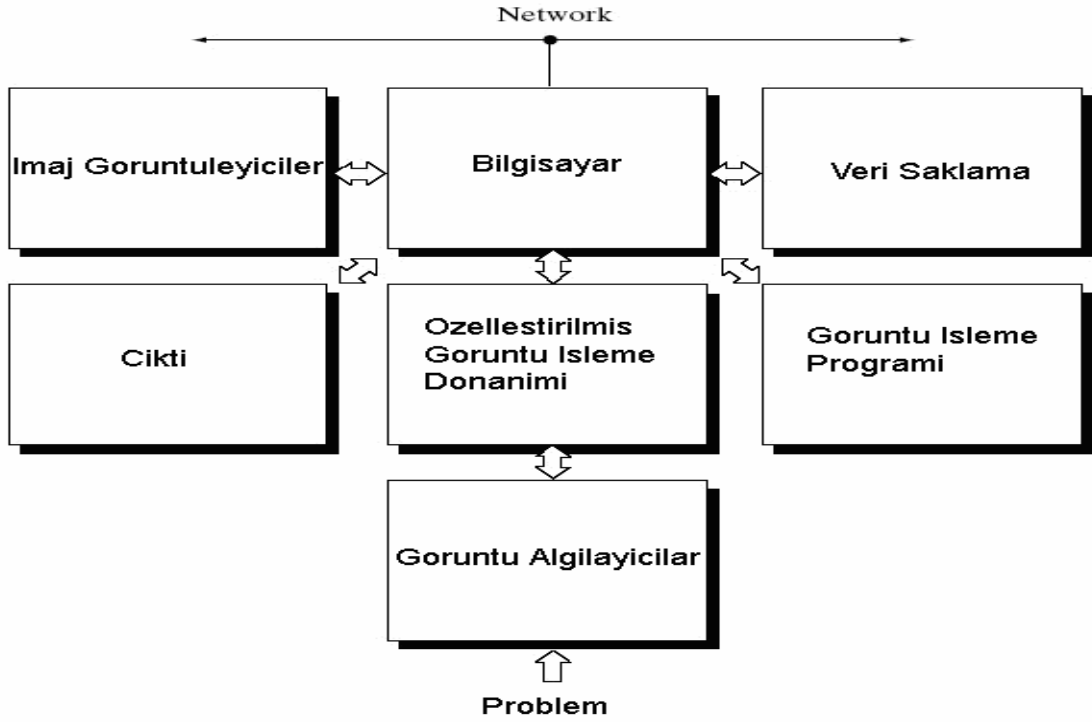 Network
Imaj Goruntuleyiciler
Bilgisayar
Veri Saklama
Cikti
Ozellestirilmis
Goruntu Isleme
Donanimi
Goruntu Isleme
Programi
Goruntu Algilayicilar
Problem